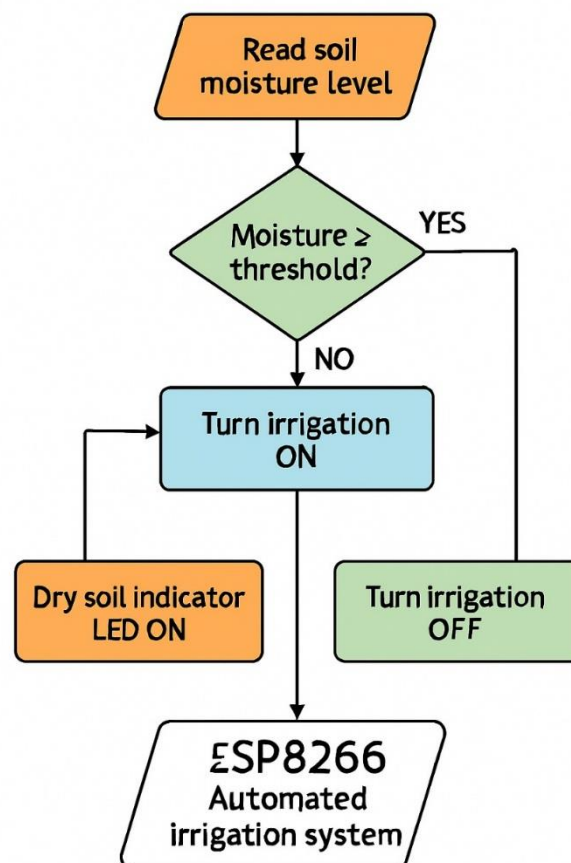 Read soil
moisture level
Moisture ≥
threshold?
YES
NO
Turn irrigation
ON
Dry soil indicator
LED ON
Turn irrigation
OFF
ESP8266
Automated
irrigation system